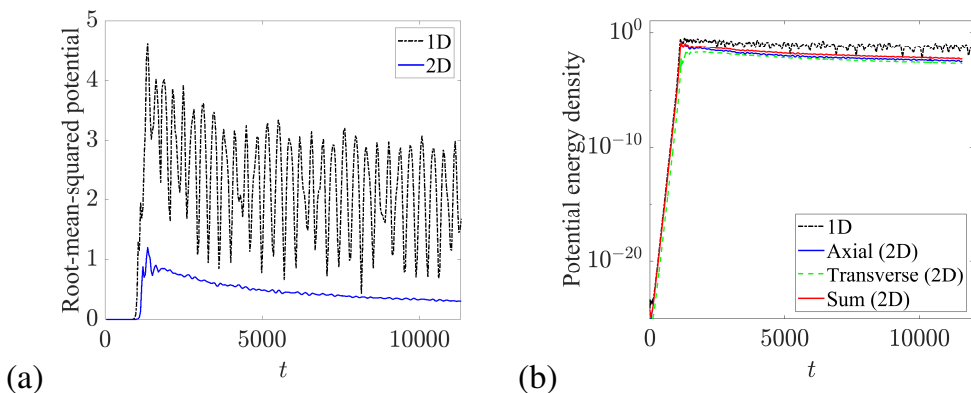 5
4
3
2
1
0
Root-mean-squared potential
1D
2D
0 5000 10000
t
(a)
10^0
10^-10
10^-20
Potential energy density
1D
Axial (2D)
Transverse (2D)
Sum (2D)
0 5000 10000
t
(b)